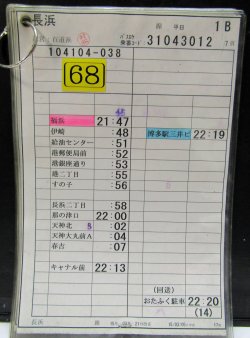 長浜
平日
1B
31043012
104104-038
68
福浜 21:47
伊崎 :48 博多駅三井ビ 22:19
給油センター :51
港郵便局前 :52
港銀座通り :53
港二丁目 :55
すの子 :56
長浜二丁目 :58
那の津口 22:00
天神北 5 :02
天神大丸前A :04
春吉 :07
キャナル前 22:13
(回送)
おたふく駐車 22:20
(14)
長浜